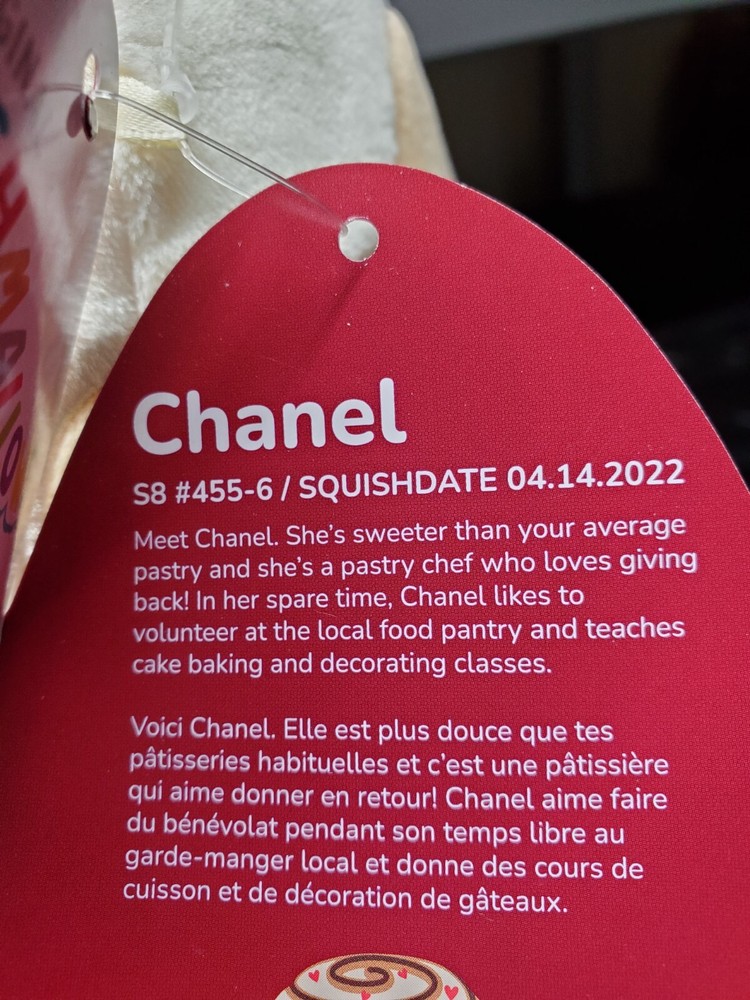 Chanel
S8 #455-6 / SQUISHDATE 04.14.2022
Meet Chanel. She's sweeter than your average
pastry and she's a pastry chef who loves giving
back! In her spare time, Chanel likes to
volunteer at the local food pantry and teaches
cake baking and decorating classes.
Voici Chanel. Elle est plus douce que tes
pâtisseries habituelles et c'est une pâtissière
qui aime donner en retour! Chanel aime faire
du bénévolat pendant son temps libre au
garde-manger local et donne des cours de
cuisson et de décoration de gâteaux.